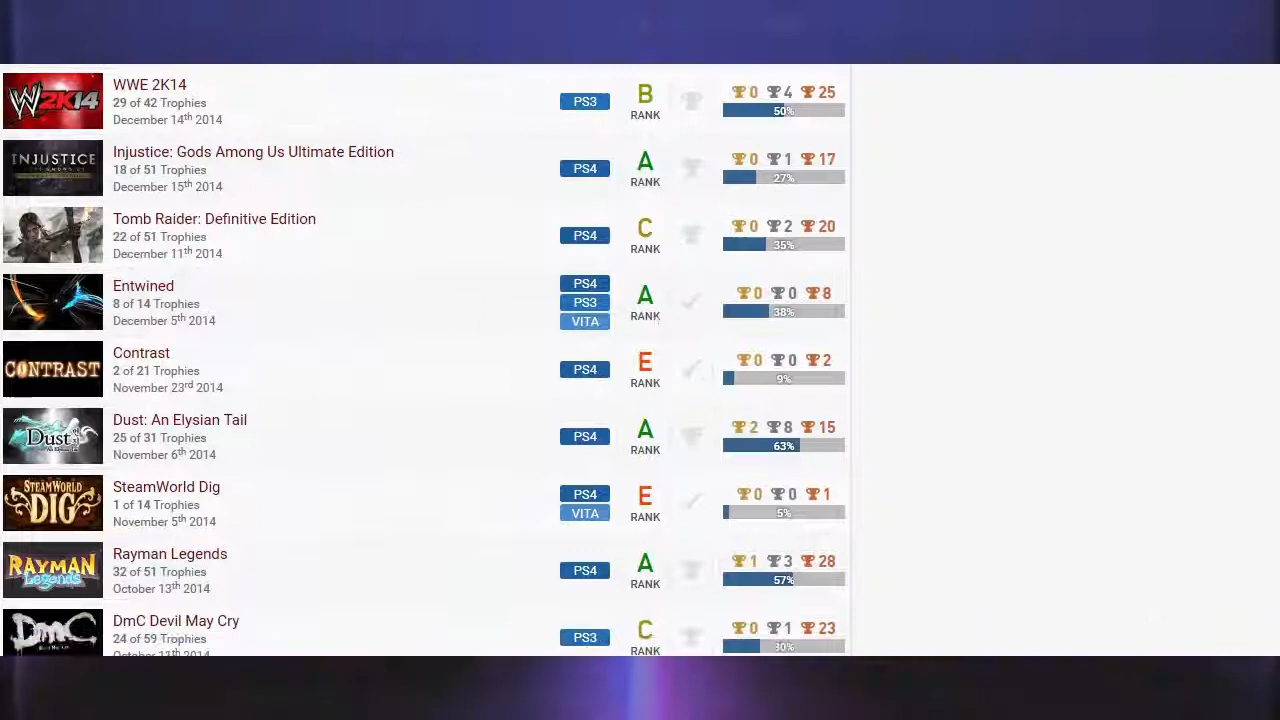 W2K14
WWE 2K14
29 of 42 Trophies
December 14th 2014
PS3
B
RANK
0 4 25
50%
INJUSTICE
Injustice: Gods Among Us Ultimate Edition
18 of 51 Trophies
December 15th 2014
PS4
A
RANK
0 1 17
27%
Tomb Raider: Definitive Edition
22 of 51 Trophies
December 11th 2014
PS4
C
RANK
0 2 20
35%
Entwined
8 of 14 Trophies
December 5th 2014
PS4
PS3
VITA
A
RANK
0 0 8
38%
CONTRAST
Contrast
2 of 21 Trophies
November 23rd 2014
PS4
E
RANK
0 0 2
9%
Dust
Dust: An Elysian Tail
25 of 31 Trophies
November 6th 2014
PS4
A
RANK
2 8 15
63%
STEAMWORLD
DIG
SteamWorld Dig
1 of 14 Trophies
November 5th 2014
PS4
VITA
E
RANK
0 0 1
5%
RAYMAN
Legends
Rayman Legends
32 of 51 Trophies
October 13th 2014
PS4
A
RANK
1 3 28
57%
DmC
DmC Devil May Cry
24 of 59 Trophies
October 11th 2014
PS3
C
RANK
0 1 23
30%